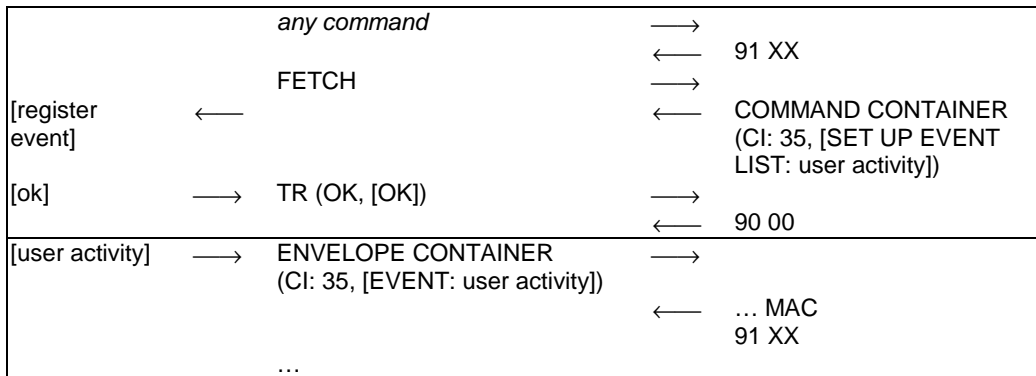 any command ⟶
⟵ 91 XX
FETCH ⟶
[register ⟵ ⟵ COMMAND CONTAINER
event] (CI: 35, [SET UP EVENT
LIST: user activity])
[ok] ⟶ TR (OK, [OK]) ⟶
⟵ 90 00
[user activity] ⟶ ENVELOPE CONTAINER ⟶
(CI: 35, [EVENT: user activity])
⟵ … MAC
91 XX
…